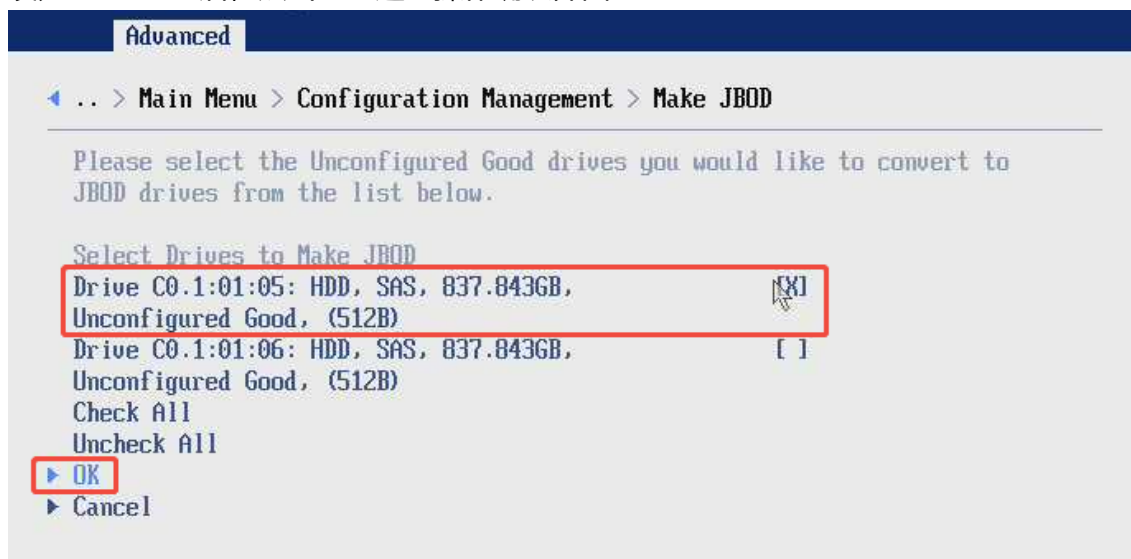 Advanced
.. > Main Menu > Configuration Management > Make JBOD
Please select the Unconfigured Good drives you would like to convert to
JBOD drives from the list below.
Select Drives to Make JBOD
Drive C0.1:01:05: HDD, SAS, 837.843GB, [X]
Unconfigured Good, (512B)
Drive C0.1:01:06: HDD, SAS, 837.843GB, [ ]
Unconfigured Good, (512B)
Check All
Uncheck All
OK
Cancel